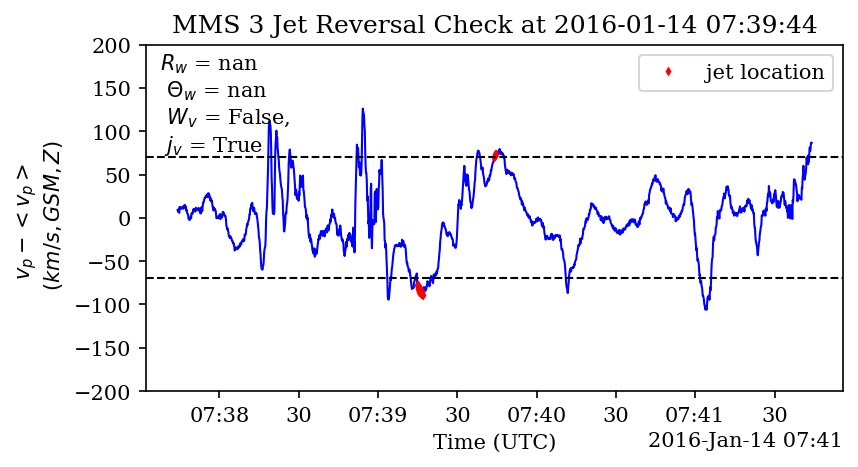 MMS 3 Jet Reversal Check at 2016-01-14 07:39:44
R_w = nan
Θ_w = nan
W_v = False,
j_v = True
jet location
v_p − < v_p >
(km/s, GSM, Z)
200
150
100
50
0
−50
−100
−150
−200
07:38 30 07:39 30 07:40 30 07:41 30
Time (UTC) 2016-Jan-14 07:41